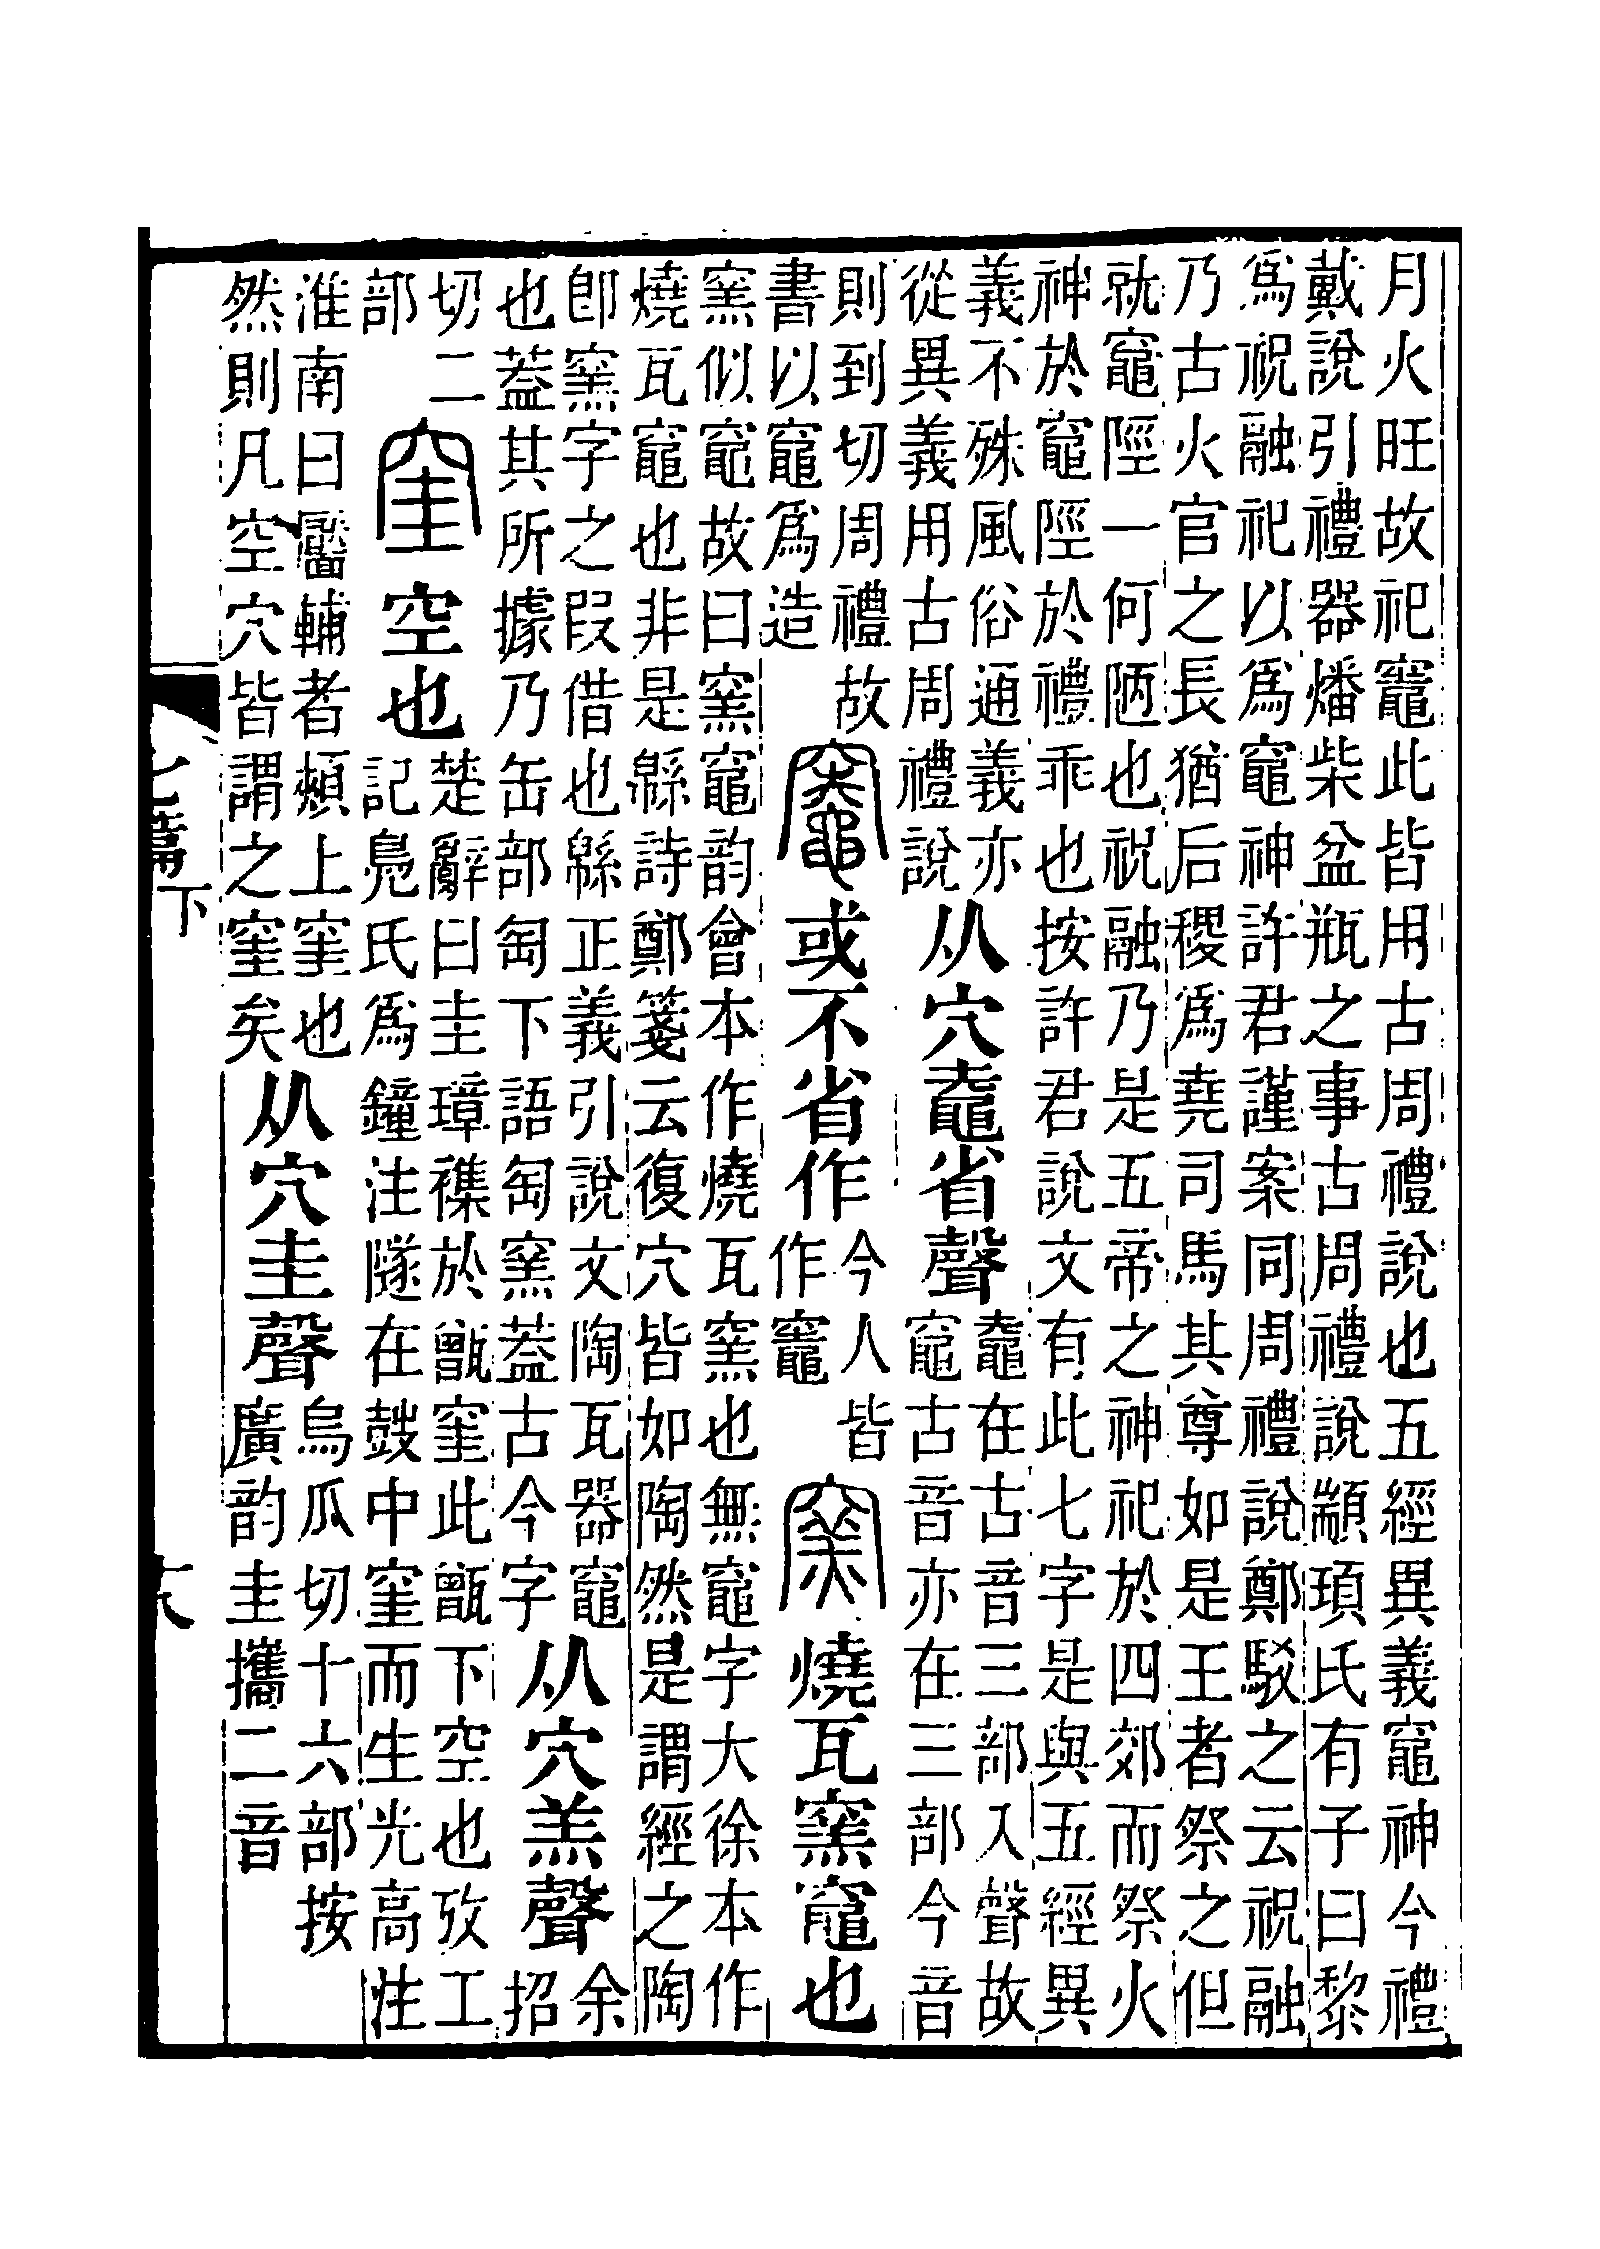 月火旺故祀竈此皆用古周禮說也五經異義竈神今禮
戴說引禮器燔柴盆瓶之事古周禮說顓頊氏有子曰黎
爲祝融祀以爲竈神許君謹案同周禮說鄭駁之云祝融
乃古火官之長猶后稷爲堯司馬其尊如是王者祭之但
就竈陘一何陋也祝融乃是五帝之神祀於四郊而祭火
神於竈陘於禮乖也按許君說文有此七字是與五經異
義不殊風俗通義亦
從異義用古周禮說
从穴鼀省聲
鼀在古音三部入聲故
竈古音亦在三部今音
則到切周禮故
書以竈爲造
竈或不省作
今人皆
作竈
窯燒瓦窯竈也
窯似竈故曰窯竈韵會本作燒瓦窯也無竈字大徐本作
燒瓦竈也非是緜詩鄭箋云復穴皆如陶然是謂經之陶
卽窯字之叚借也緜正義引說文陶瓦器竈
也葢其所據乃缶部匋下語匋窯葢古今字
从穴羔聲
余
招
切二
部
窐空也
楚辭曰圭璋襍於甑窐此甑下空也攷工
記鳧氏爲鐘注隧在鼓中窐而生光高注
淮南曰靨輔者頰上窐也
然則凡空穴皆謂之窐矣
从穴圭聲
烏瓜切十六部按
廣韵圭攜二音
七篇下